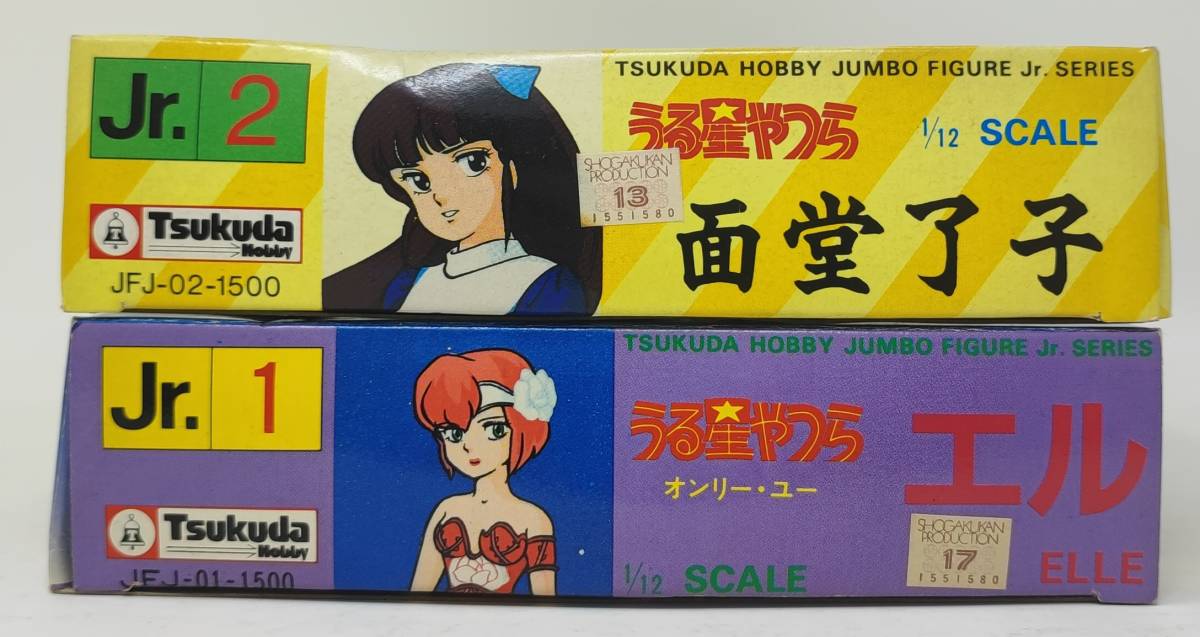 Jr. 2
Tsukuda
Hobby
JFJ-02-1500
TSUKUDA HOBBY JUMBO FIGURE Jr. SERIES
うる星やつら
1/12 SCALE
SHOGAKUKAN
PRODUCTION
13
1551580
面堂了子
Jr. 1
Tsukuda
Hobby
JFJ-01-1500
TSUKUDA HOBBY JUMBO FIGURE Jr. SERIES
うる星やつら
オンリー・ユー
1/12 SCALE
エル
SHOGAKUKAN
PRODUCTION
17
1551580
ELLE